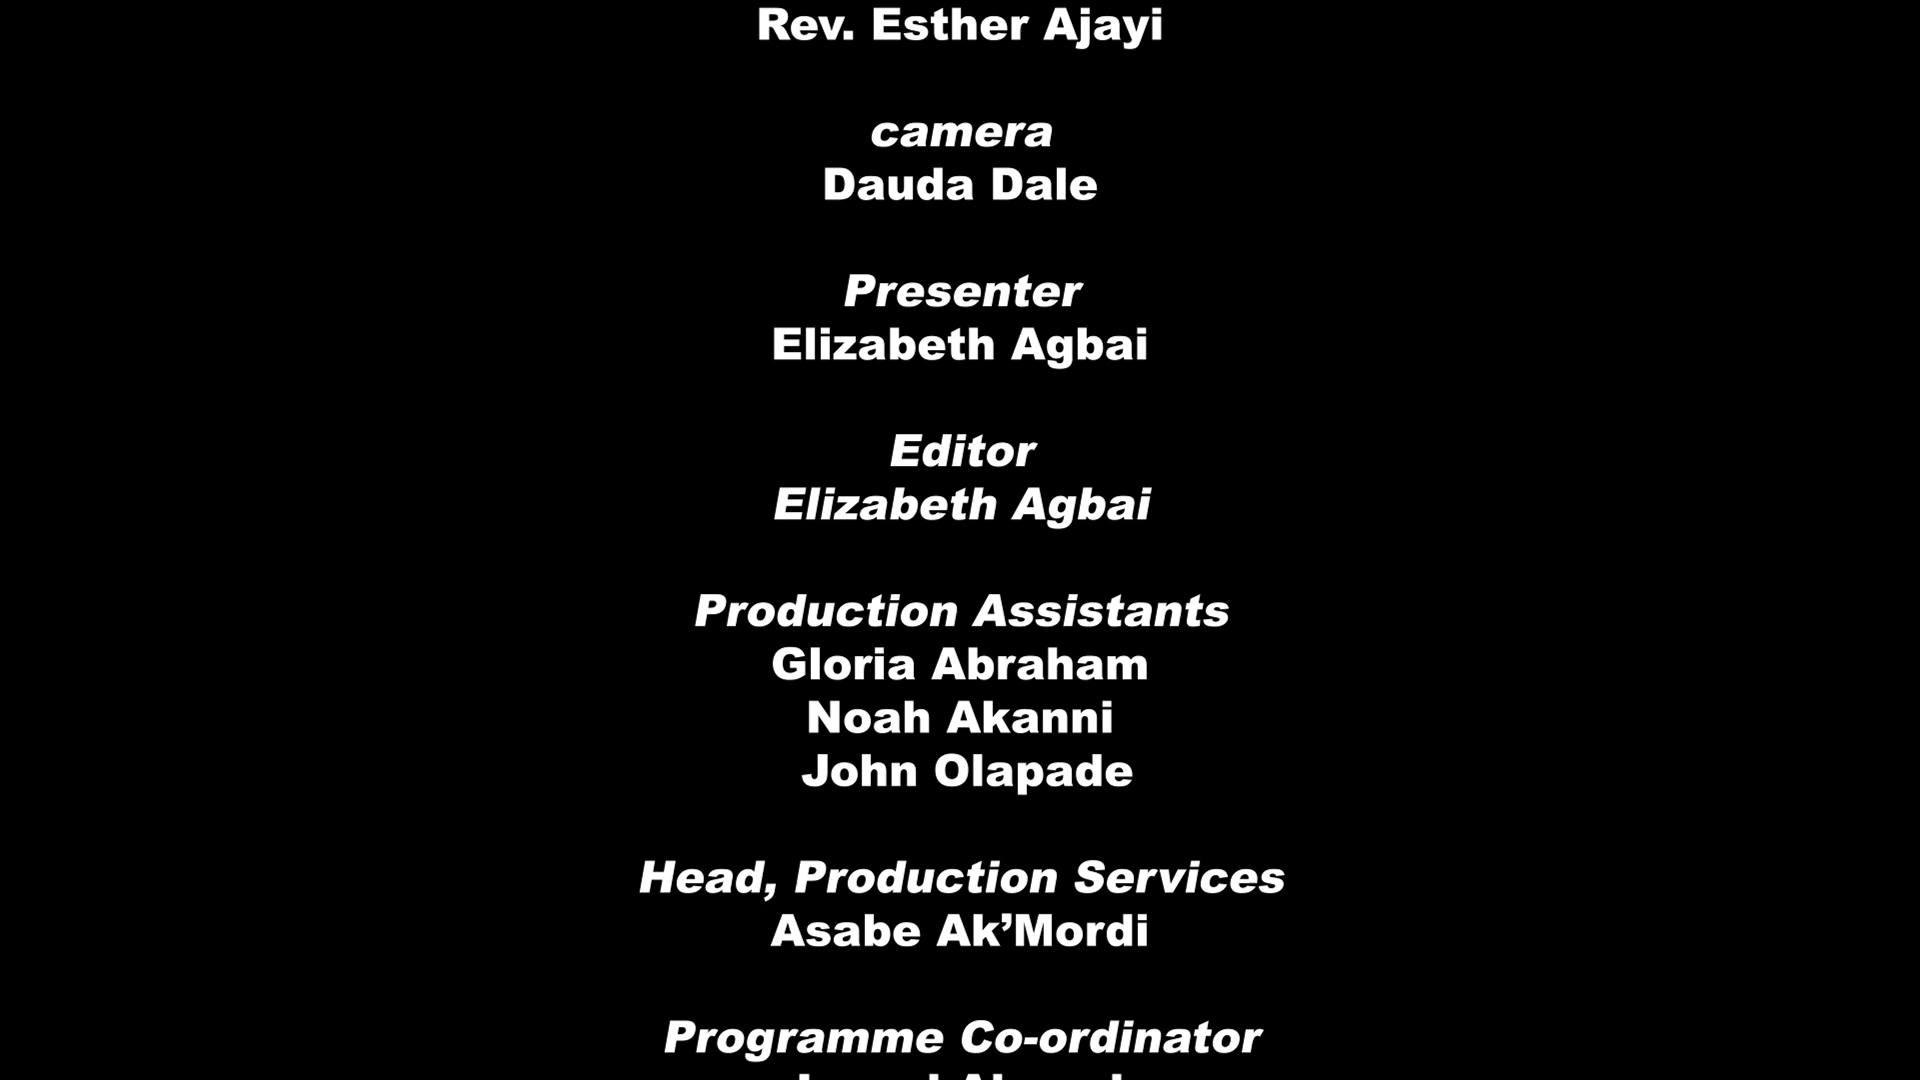 Rev. Esther Ajayi
camera
Dauda Dale
Presenter
Elizabeth Agbai
Editor
Elizabeth Agbai
Production Assistants
Gloria Abraham
Noah Akanni
John Olapade
Head, Production Services
Asabe Ak’Mordi
Programme Co-ordinator